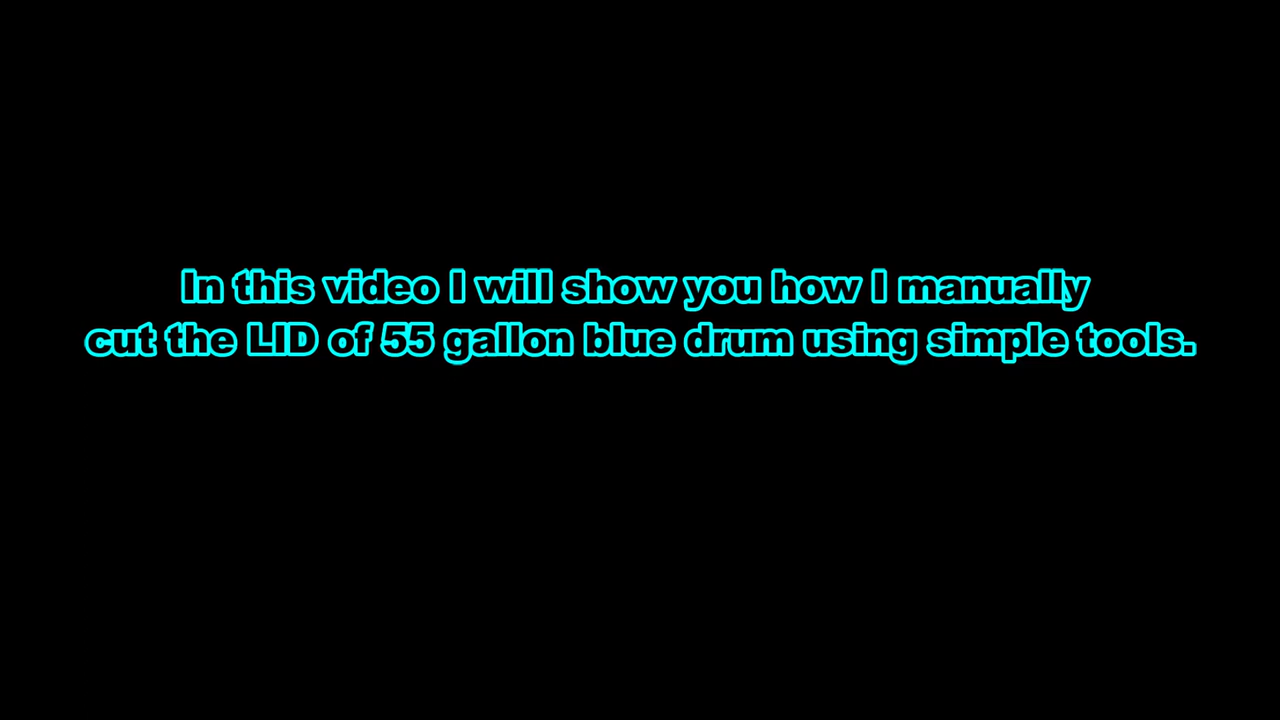 In this video I will show you how I manually
cut the LID of 55 gallon blue drum using simple tools.